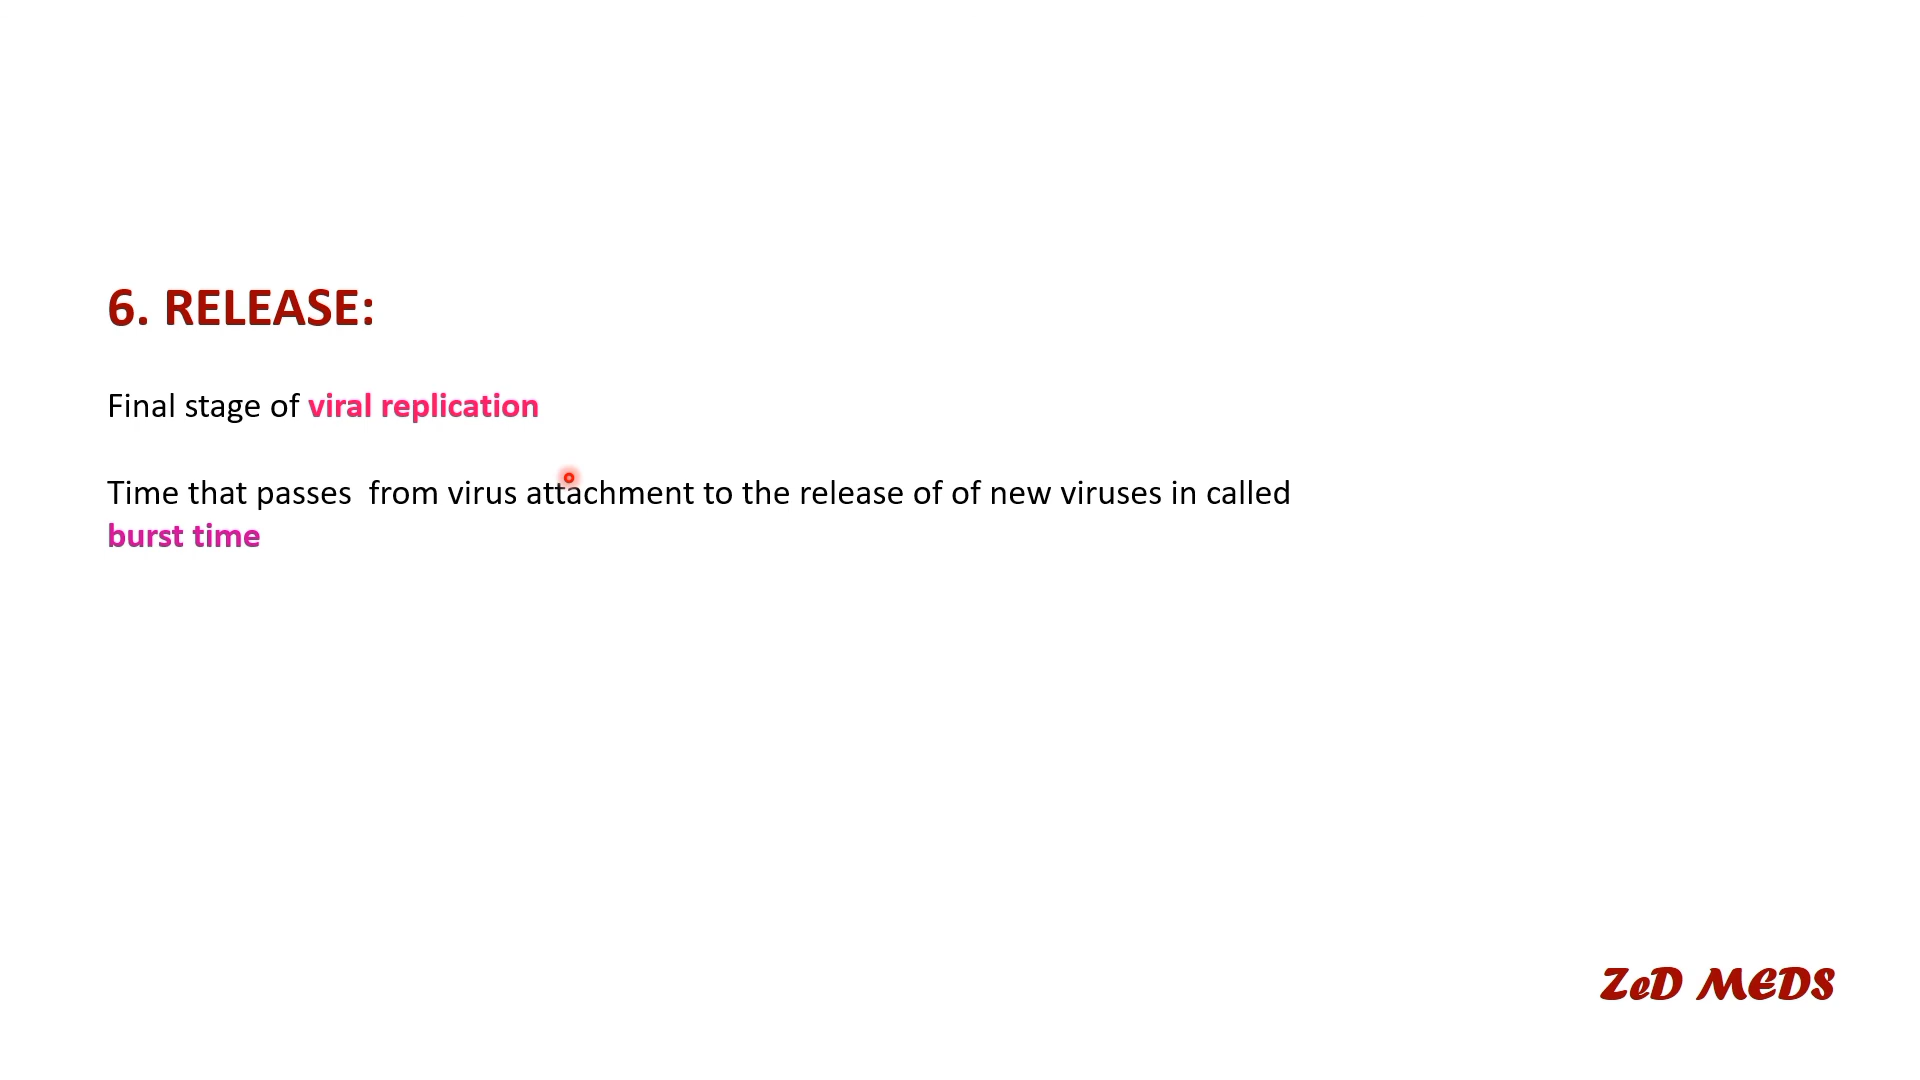 6. RELEASE:
Final stage of viral replication
Time that passes  from virus attachment to the release of of new viruses in called
burst time
ZeD MEDS